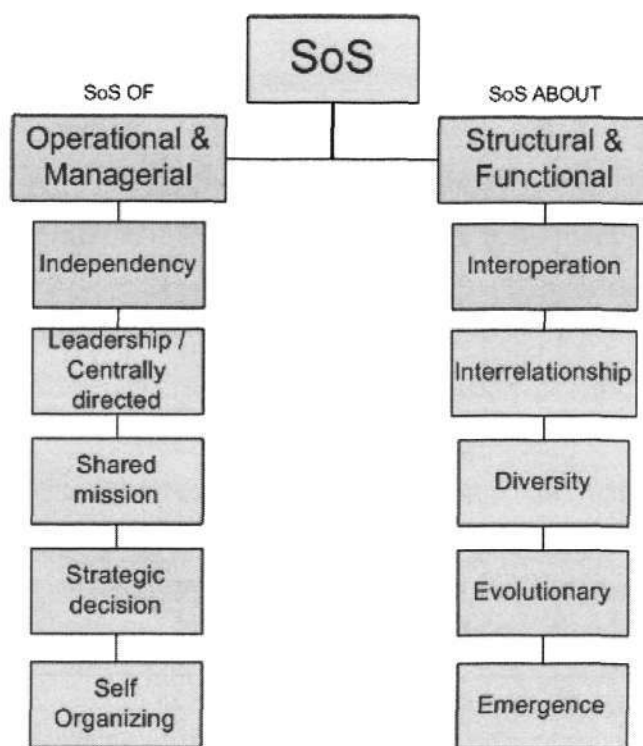 SoS
SoS OF
Operational &
Managerial
Independency
Leadership /
Centrally
directed
Shared
mission
Strategic
decision
Self
Organizing
SoS ABOUT
Structural &
Functional
Interoperation
Interrelationship
Diversity
Evolutionary
Emergence